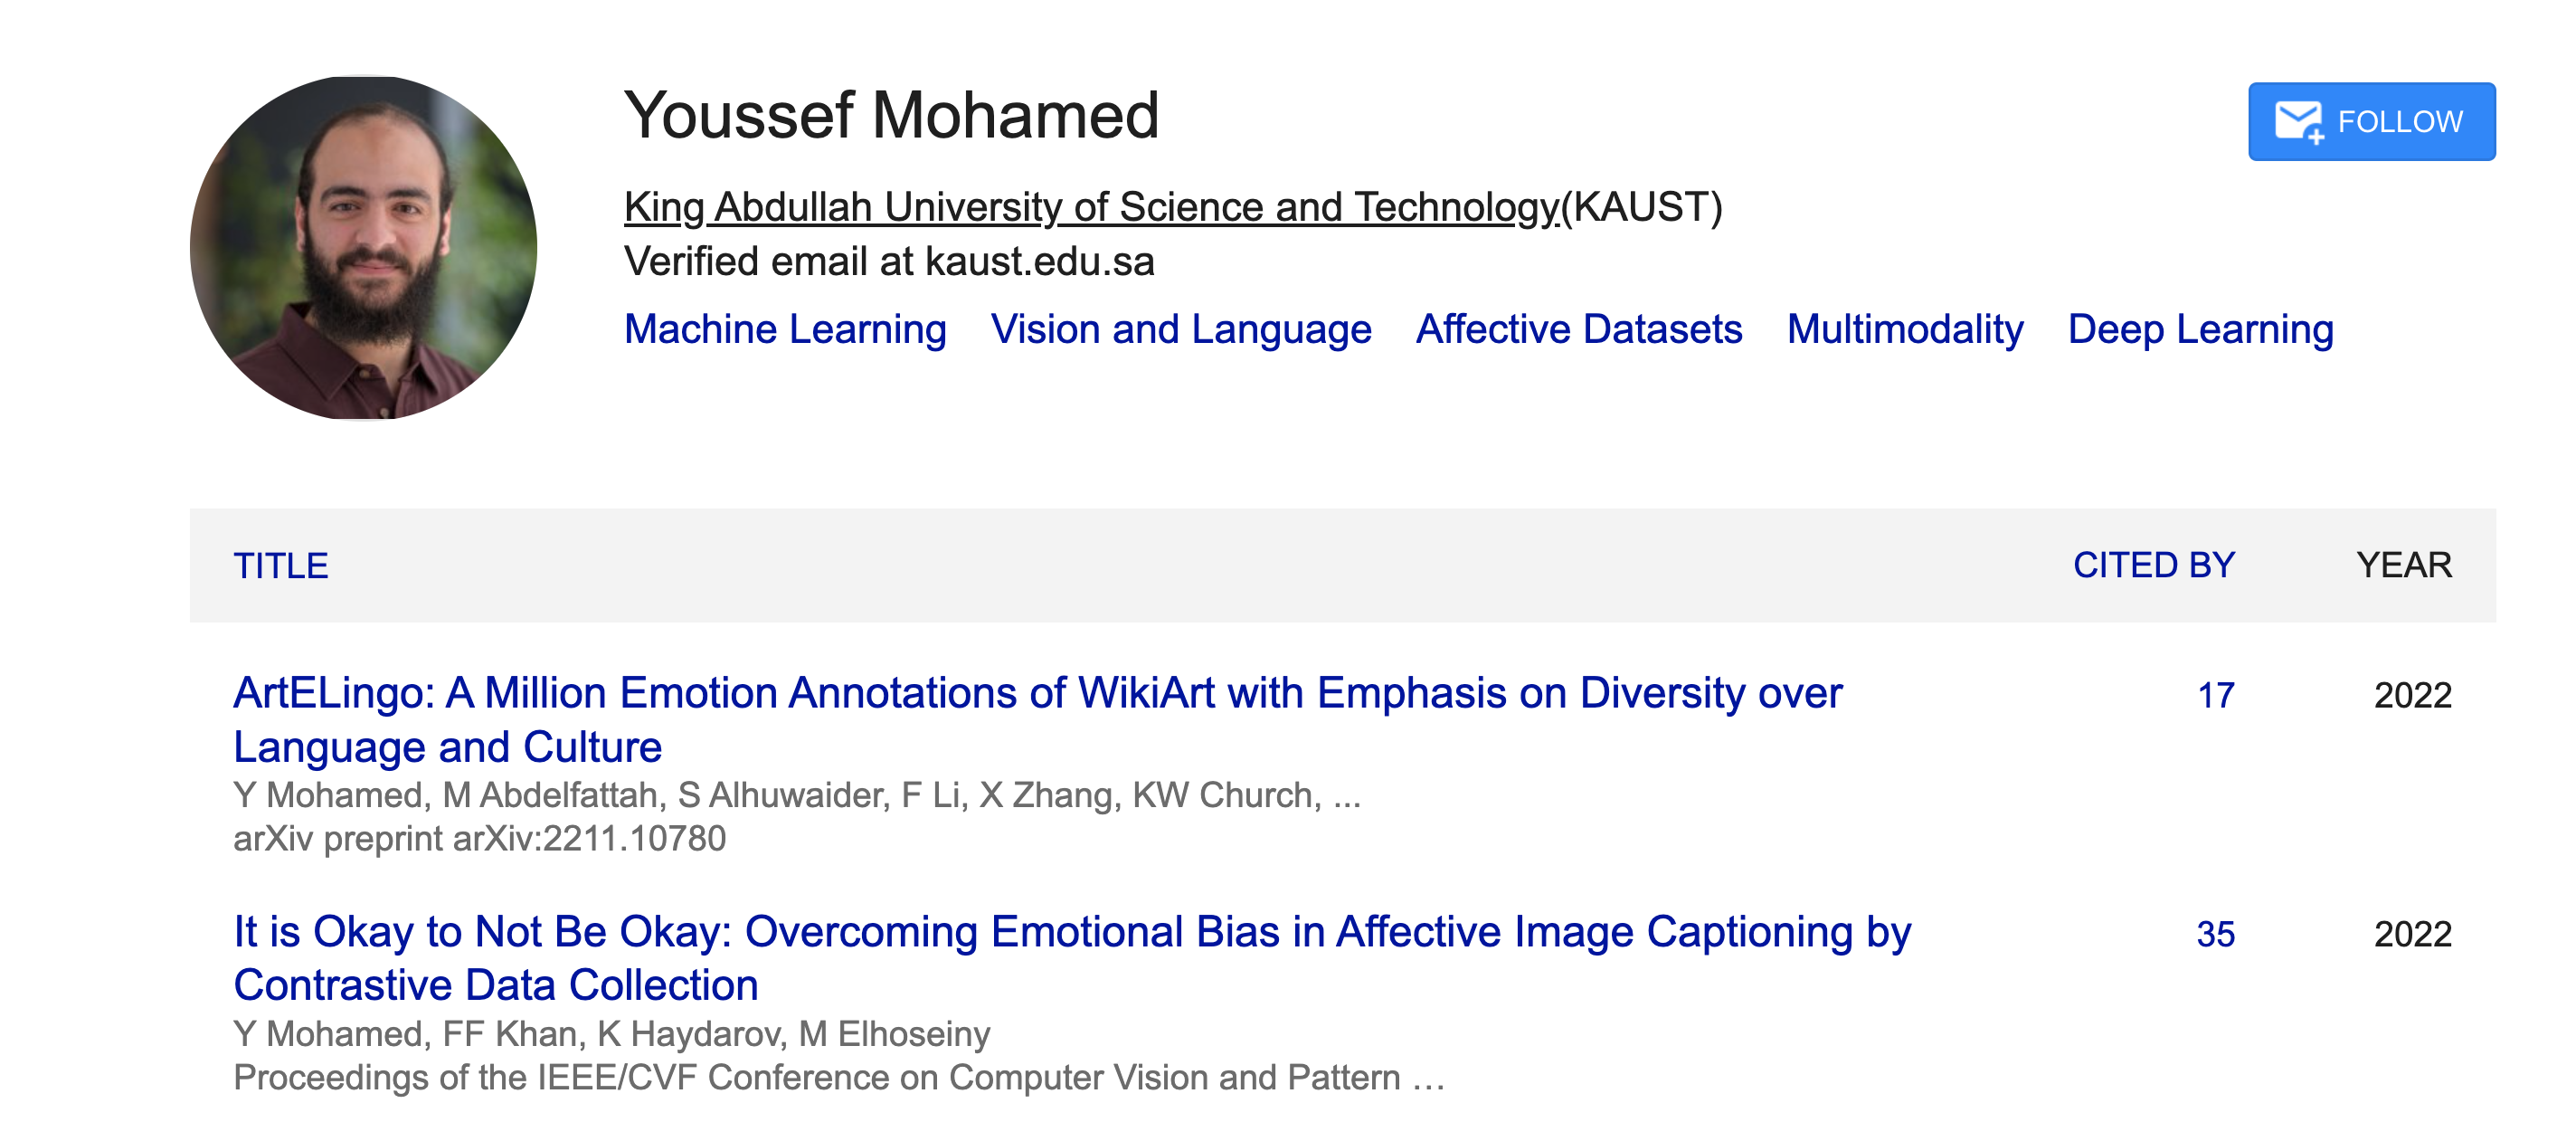 Youssef Mohamed
FOLLOW
King Abdullah University of Science and Technology(KAUST)
Verified email at kaust.edu.sa
Machine Learning Vision and Language Affective Datasets Multimodality Deep Learning
TITLE CITED BY YEAR
ArtELingo: A Million Emotion Annotations of WikiArt with Emphasis on Diversity over 17 2022
Language and Culture
Y Mohamed, M Abdelfattah, S Alhuwaider, F Li, X Zhang, KW Church, ...
arXiv preprint arXiv:2211.10780
It is Okay to Not Be Okay: Overcoming Emotional Bias in Affective Image Captioning by 35 2022
Contrastive Data Collection
Y Mohamed, FF Khan, K Haydarov, M Elhoseiny
Proceedings of the IEEE/CVF Conference on Computer Vision and Pattern …